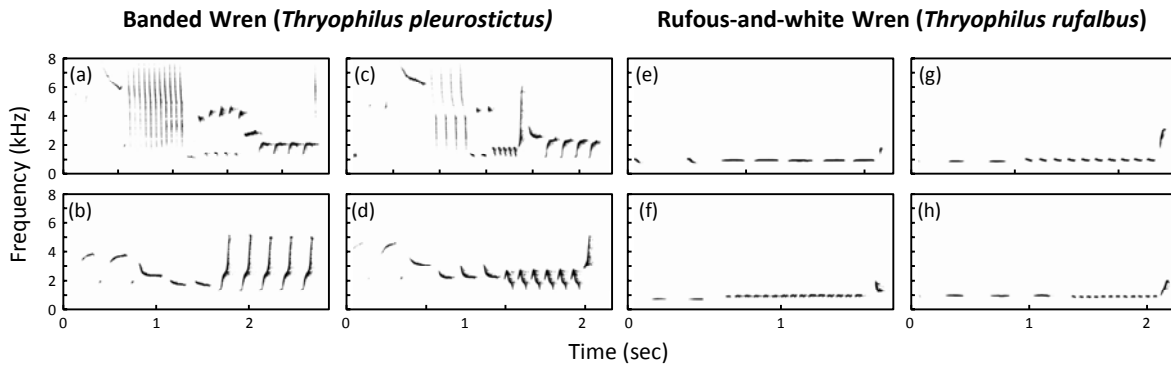 Banded Wren (Thryophilus pleurostictus)
Rufous-and-white Wren (Thryophilus rufalbus)
Frequency (kHz)
8
6
4
2
0
(a)
(c)
(e)
(g)
8
6
4
2
0
(b)
(d)
(f)
(h)
0
1
2
0
1
2
0
1
0
1
2
Time (sec)